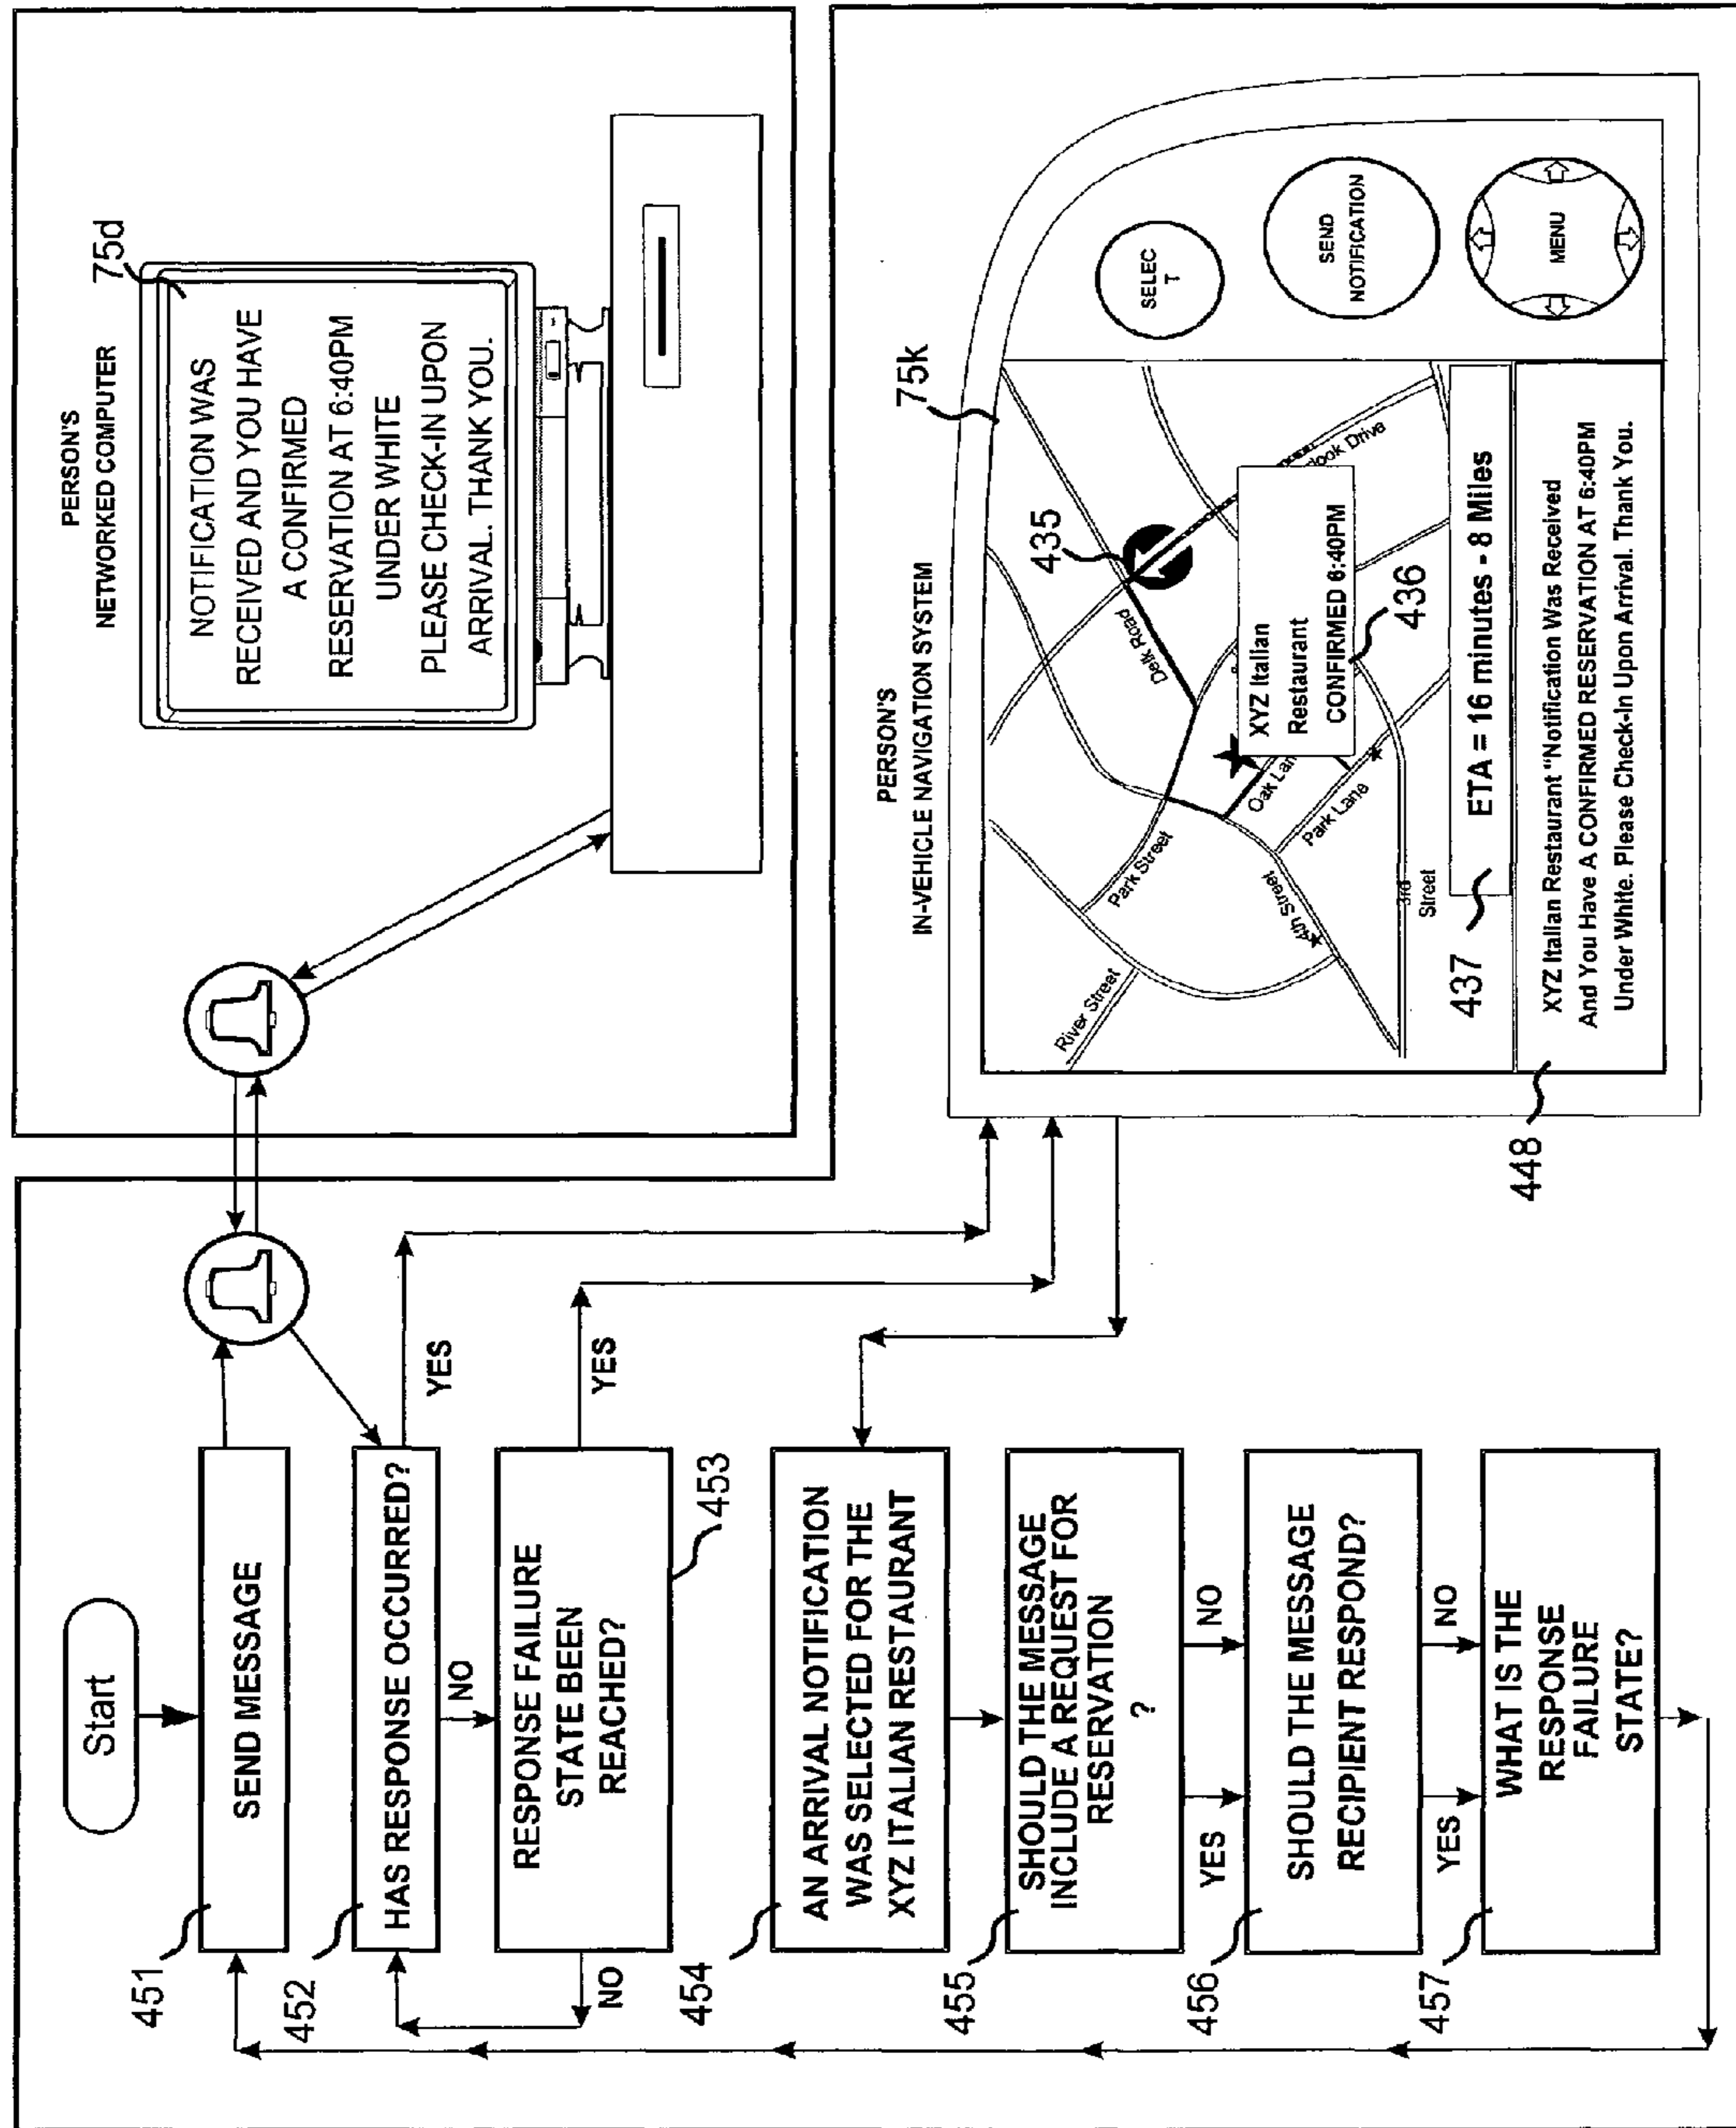 Start
451
SEND MESSAGE
452
HAS RESPONSE OCCURRED?
YES
NO
RESPONSE FAILURE
STATE BEEN
REACHED?
453
YES
NO
454
AN ARRIVAL NOTIFICATION
WAS SELECTED FOR THE
XYZ ITALIAN RESTAURANT
455
SHOULD THE MESSAGE
INCLUDE A REQUEST FOR
RESERVATION
?
YES
NO
456
SHOULD THE MESSAGE
RECIPIENT RESPOND?
YES
NO
457
WHAT IS THE
RESPONSE
FAILURE
STATE?
PERSON'S
NETWORKED COMPUTER
75d
NOTIFICATION WAS
RECEIVED AND YOU HAVE
A CONFIRMED
RESERVATION AT 6:40PM
UNDER WHITE
PLEASE CHECK-IN UPON
ARRIVAL. THANK YOU.
PERSON'S
IN-VEHICLE NAVIGATION SYSTEM
75k
435
River Street
Park Street
Delk Road
Oak Lan
Park Lane
4th Street
3rd
Street
ook Drive
XYZ Italian
Restaurant
CONFIRMED 6:40PM
436
437
ETA = 16 minutes - 8 Miles
448
XYZ Italian Restaurant "Notification Was Received
And You Have A CONFIRMED RESERVATION AT 6:40PM
Under White. Please Check-In Upon Arrival. Thank You.
SELEC
T
SEND
NOTIFICATION
MENU